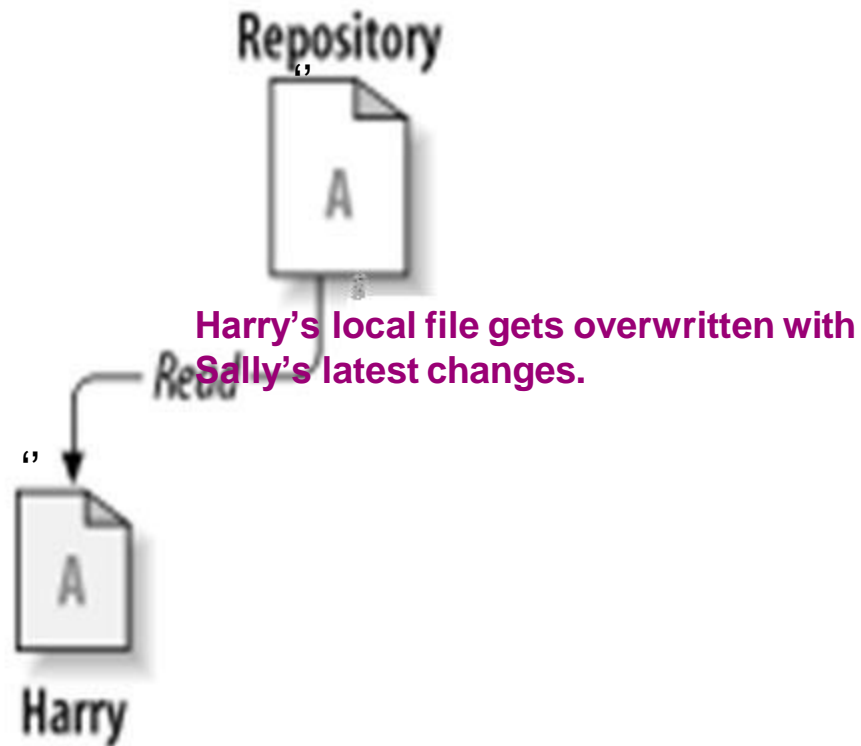 Repository
“”
A
Harry’s local file gets overwritten with
Sally’s latest changes.
Read
“”
A
Harry